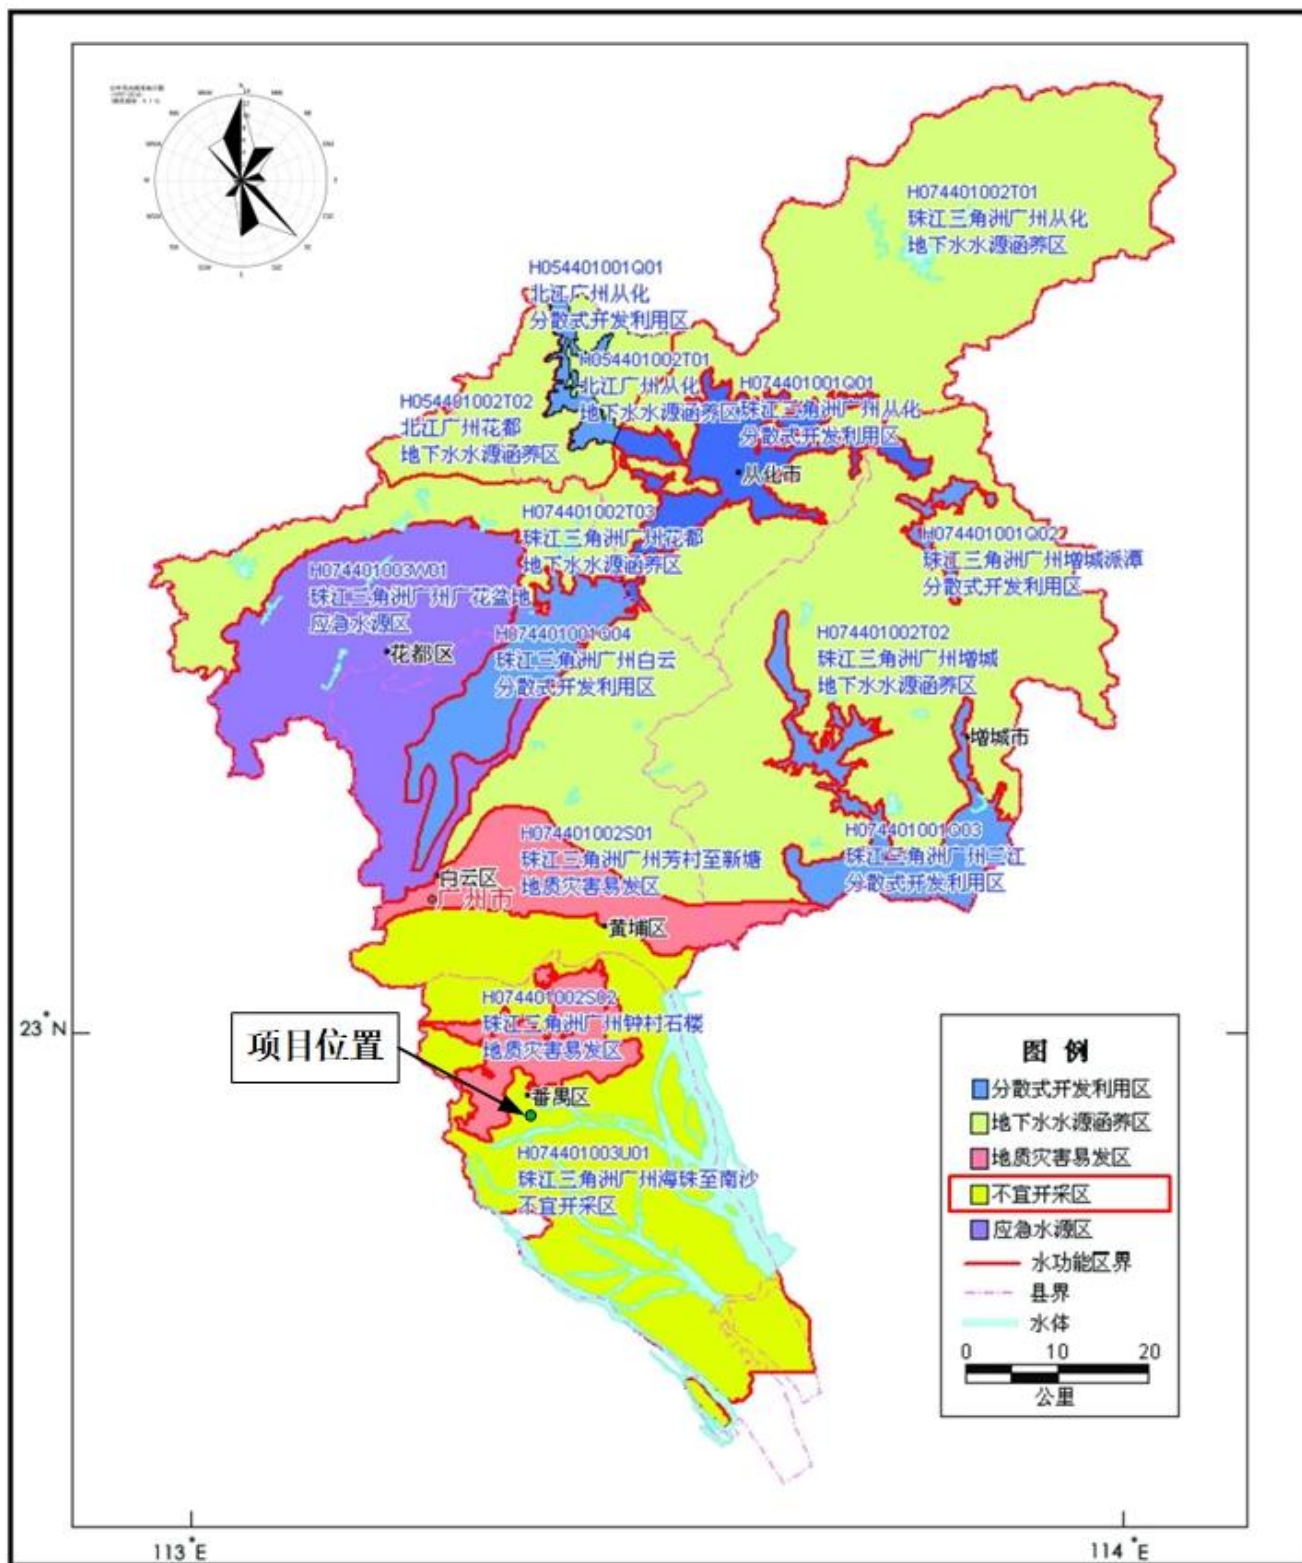 H074401002T01
珠江三角洲广州从化
地下水水源涵养区
H054401001Q01
北江广州从化
分散式开发利用区
H054401002T01
北江广州从化
地下水水源涵养区
H074401001Q01
珠江三角洲广州从化
分散式开发利用区
H054401002T02
北江广州花都
地下水水源涵养区
从化市
H074401002T03
珠江三角洲广州花都
地下水水源涵养区
H074401001Q02
珠江三角洲广州增城派潭
分散式开发利用区
H074401003W01
珠江三角洲广州广花盆地
应急水源区
花都区
H074401001Q04
珠江三角洲广州白云
分散式开发利用区
H074401002T02
珠江三角洲广州增城
地下水水源涵养区
增城市
H074401002S01
珠江三角洲广州芳村至新塘
地质灾害易发区
H074401001Q03
珠江三角洲广州三江
分散式开发利用区
白云区
广州市
黄埔区
H074401002S02
珠江三角洲广州钟村石楼
地质灾害易发区
23°N
项目位置
番禺区
H074401003U01
珠江三角洲广州海珠至南沙
不宜开采区
图 例
分散式开发利用区
地下水水源涵养区
地质灾害易发区
不宜开采区
应急水源区
水功能区界
县界
水体
0 10 20
公里
113°E
114°E